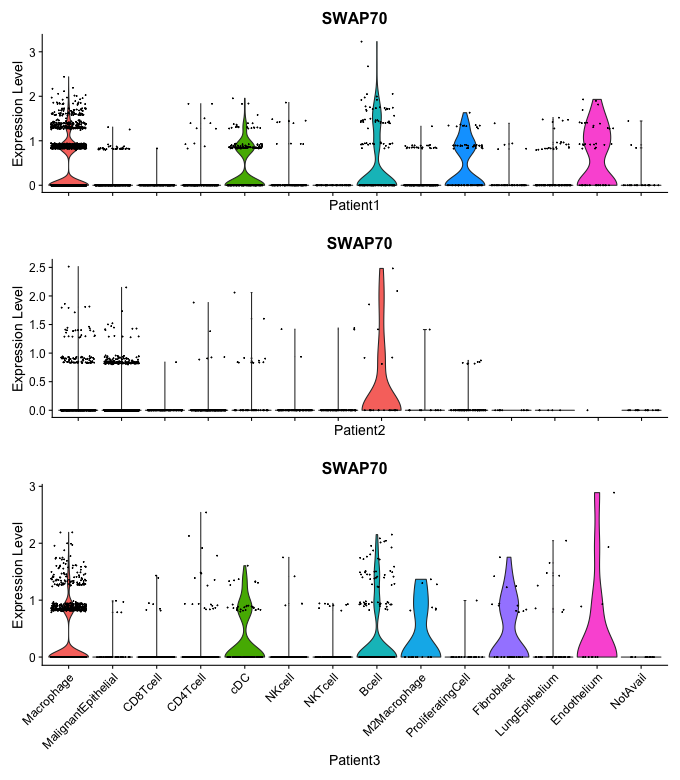 SWAP70
Expression Level
3
2
1
0
Patient1
SWAP70
Expression Level
2.5
2.0
1.5
1.0
0.5
0.0
Patient2
SWAP70
Expression Level
3
2
1
0
Macrophage
MalignantEpithelial
CD8Tcell
CD4Tcell
cDC
NKcell
NKTcell
Bcell
M2Macrophage
ProliferatingCell
Fibroblast
LungEpithelium
Endothelium
NotAvail
Patient3